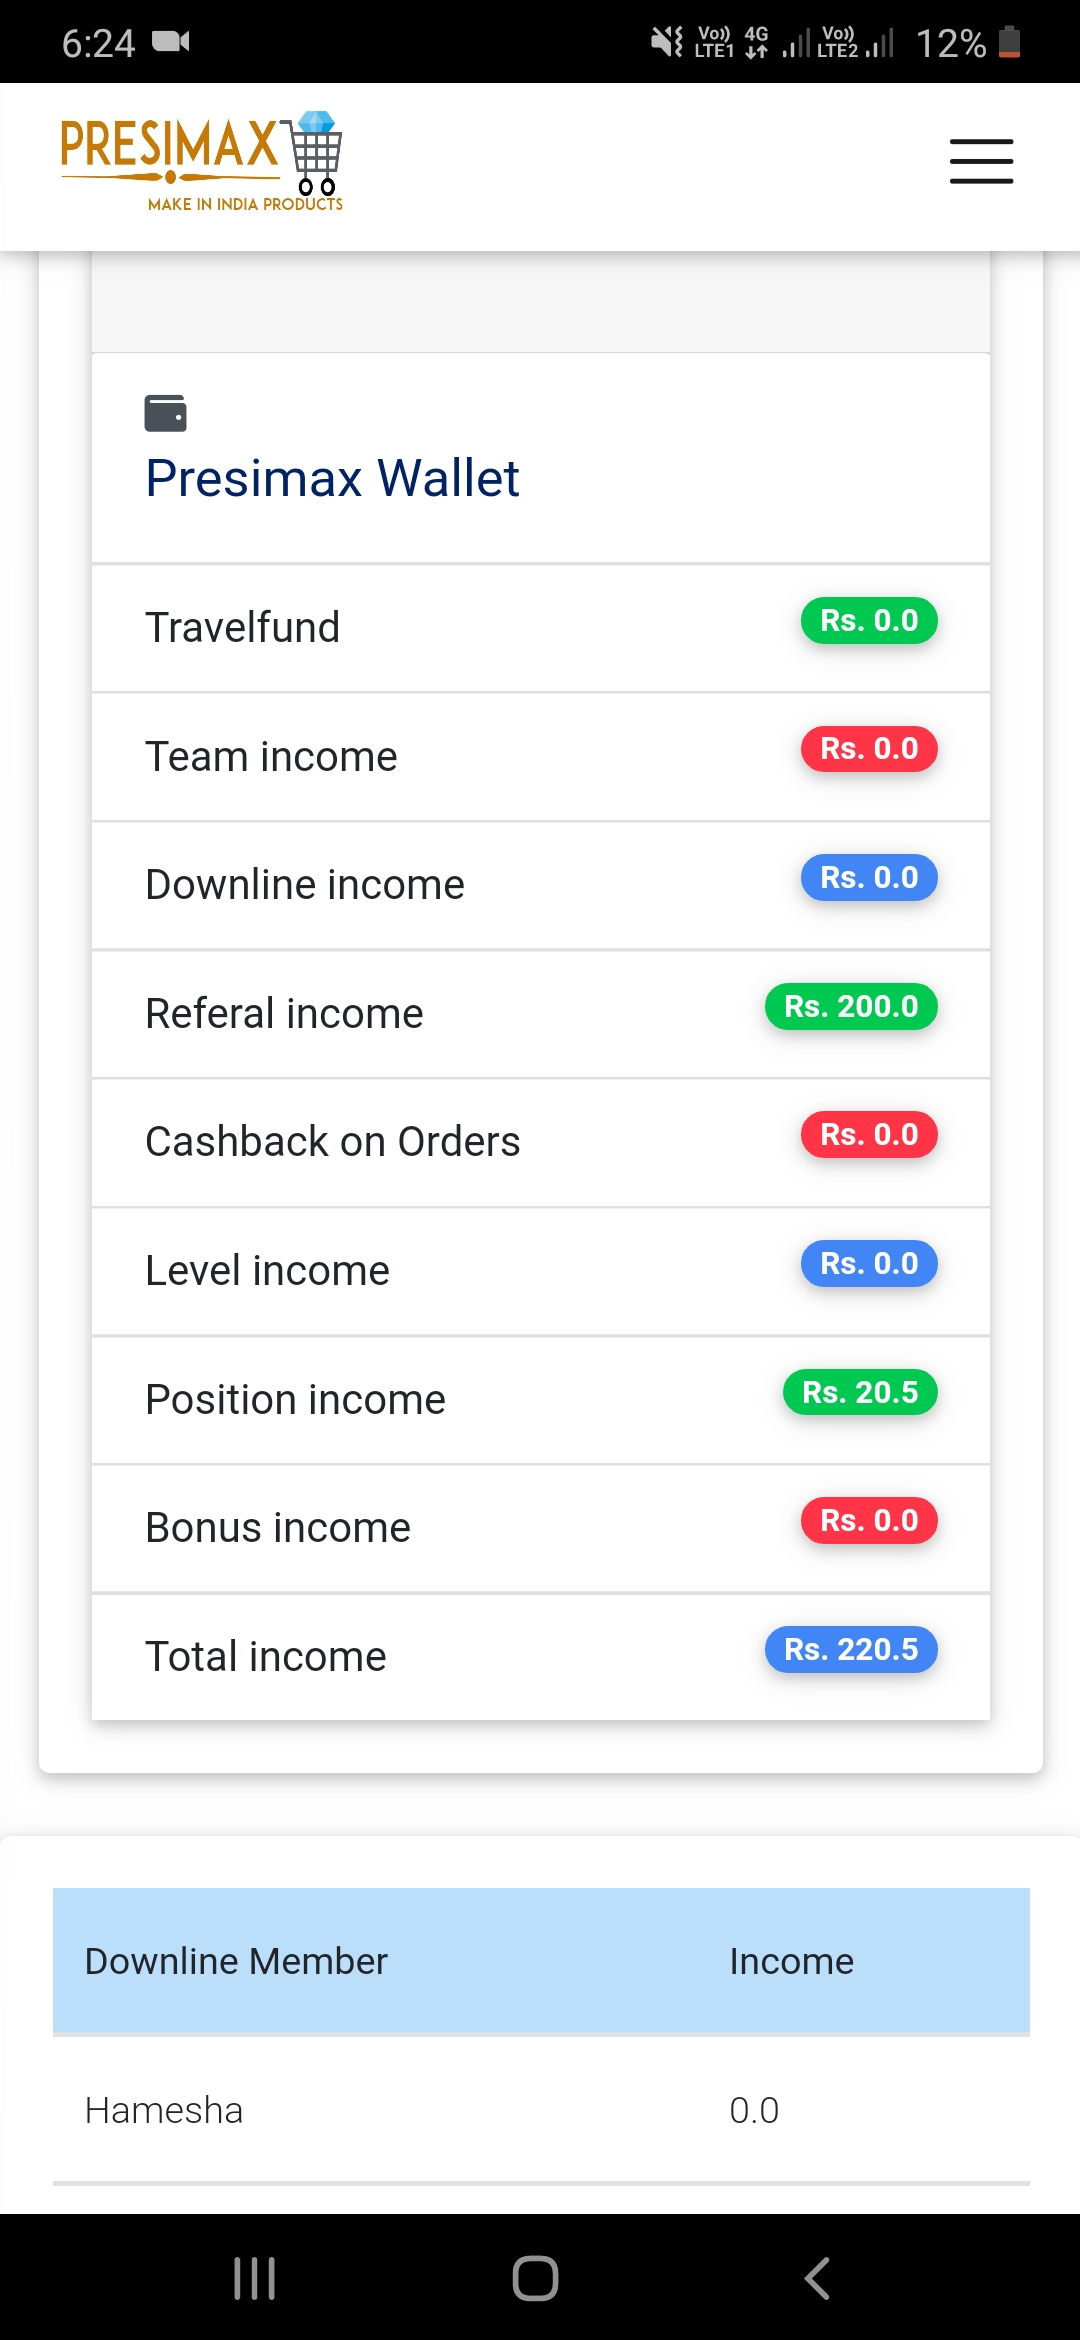 6:24
Vo)) LTE1 4G Vo)) LTE2 12%
PRESIMAX
MAKE IN INDIA PRODUCTS
Presimax Wallet
Travelfund Rs. 0.0
Team income Rs. 0.0
Downline income Rs. 0.0
Referal income Rs. 200.0
Cashback on Orders Rs. 0.0
Level income Rs. 0.0
Position income Rs. 20.5
Bonus income Rs. 0.0
Total income Rs. 220.5
Downline Member Income
Hamesha 0.0